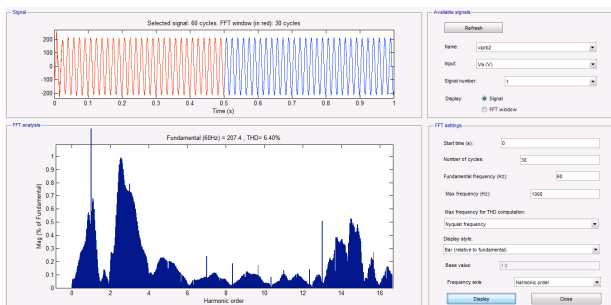 Signal
Selected signal: 60 cycles. FFT window (in red): 30 cycles
200
100
0
-100
-200
0 0.1 0.2 0.3 0.4 0.5 0.6 0.7 0.8 0.9 1
Time (s)
FFT analysis
Fundamental (60Hz) = 207.4 , THD= 6.40%
1
0.9
0.8
0.7
0.6
0.5
0.4
0.3
0.2
0.1
0
Mag (% of Fundamental)
0 2 4 6 8 10 12 14 16
Harmonic order
Available signals
Refresh
Name:
Input:
Va (V)
Signal number:
1
Display:
Signal
FFT window
FFT settings
Start time (s):
0
Number of cycles:
30
Fundamental frequency (Hz):
60
Max frequency (Hz):
1000
Max frequency for THD computation:
Nyquist frequency
Display style:
Bar (relative to fundamental)
Base value:
1.0
Frequency axis:
Harmonic order
Display
Close